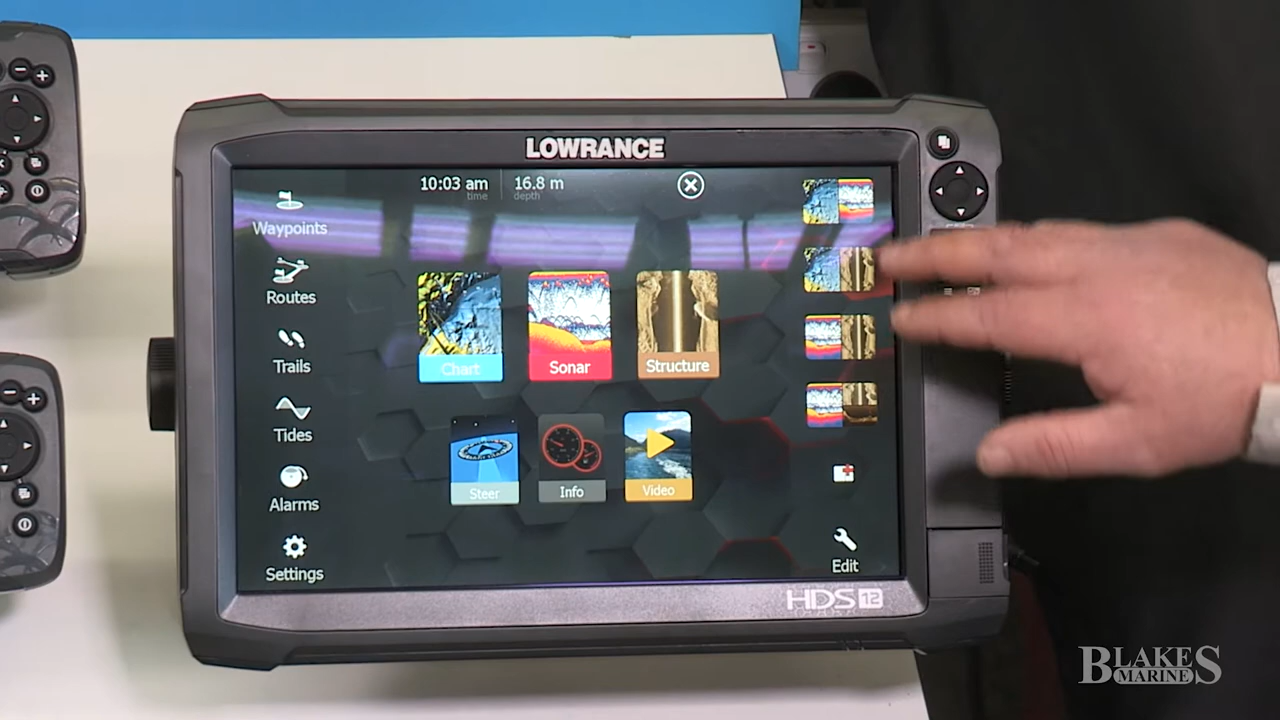 LOWRANCE
10:03 am
time
16.8 m
depth
Waypoints
Routes
Trails
Tides
Alarms
Settings
Chart
Sonar
Structure
Steer
Info
Video
Edit
HDS 12
BLAKES
MARINE